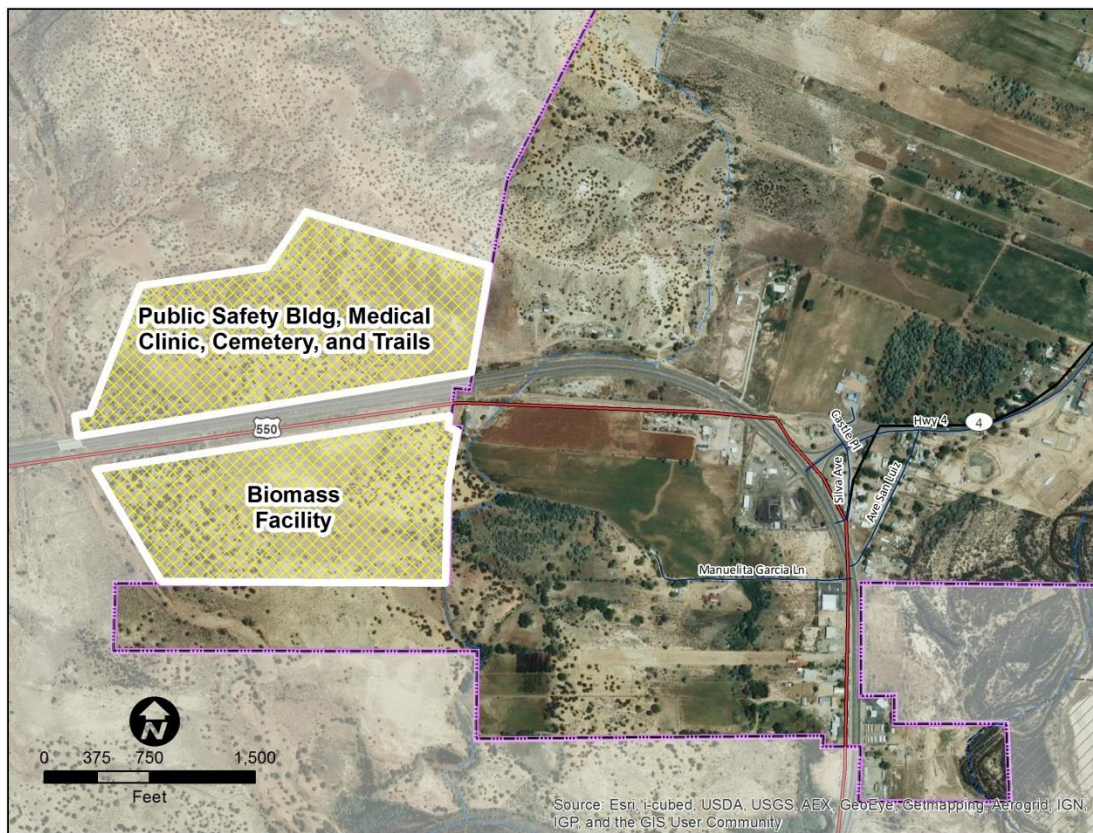 Public Safety Bldg, Medical
Clinic, Cemetery, and Trails
550
Biomass
Facility
Castle Pl
Hwy 4
4
Silva Ave
Ave San Luiz
Manuelita Garcia Ln
N
0 375 750 1,500
Feet
Source: Esri, i-cubed, USDA, USGS, AEX, GeoEye, Getmapping, Aerogrid, IGN,
IGP, and the GIS User Community